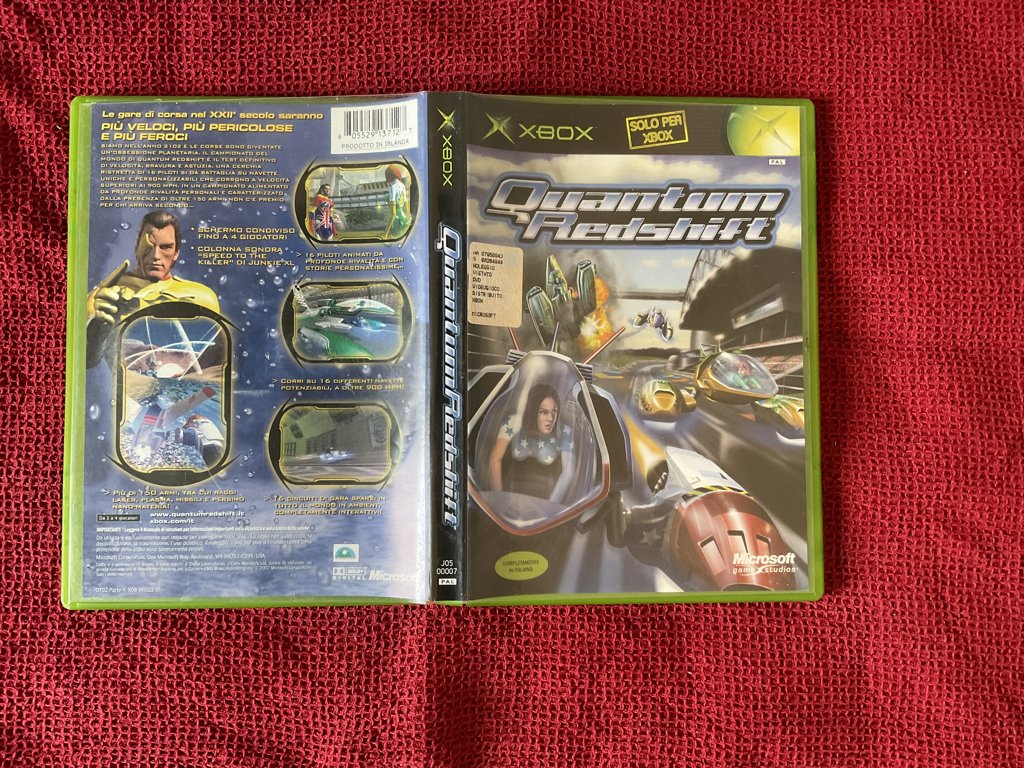 Le gare di corsa nel XXII° secolo saranno
PIÙ VELOCI, PIÙ PERICOLOSE
E PIÙ FEROCI
SIAMO NELL'ANNO 2102 E LE CORSE SONO DIVENTATE
UN'OSSESSIONE PLANETARIA. IL CAMPIONATO DEL
MONDO DI QUANTUM REDSHIFT È IL TEST DEFINITIVO
DI VELOCITÀ, BRAVURA E ASTUZIA. UNA CERCHIA
RISTRETTA DI 16 PILOTI SI DÀ BATTAGLIA SU NAVETTE
UNICHE E PERSONALIZZABILI CHE CORRONO A VELOCITÀ
SUPERIORI AI 900 MPH. IN UN CAMPIONATO ALIMENTATO
DA PROFONDE RIVALITÀ PERSONALI E CARATTERIZZATO
DALLA PRESENZA DI OLTRE 150 ARMI NON C'È PREMIO
PER CHI ARRIVA SECONDO...
8 05529 13712 7
PRODOTTO IN IRLANDA
• SCHERMO CONDIVISO
FINO A 4 GIOCATORI
• COLONNA SONORA
"SPEED TO THE
KILLER" DI JUNKIE XL
> 16 PILOTI ANIMATI DA
PROFONDE RIVALITÀ E CON
STORIE PERSONALISSIME...
> CORRI SU 16 DIFFERENTI NAVETTE
POTENZIABILI, A OLTRE 900 MPH!
> PIÙ DI 150 ARMI, TRA CUI RAGGI
LASER, PLASMA, MISSILI E PERSINO
NANO-MATERIA!
> 16 CIRCUITI DI GARA SPARSI IN
TUTTO IL MONDO IN AMBIENTI
COMPLETAMENTE INTERATTIVI!
Da 1 a 4 giocatori
www.quantumredshift.it
xbox.com/it
IMPORTANTE
Microsoft Corporation, One Microsoft Way, Redmond, WA 98052-6399, USA
DOLBY
DIGITAL
Microsoft
0702 Parte n. X08-96023
XBOX
Quantum Redshift
J05
00007
PAL
XBOX
SOLO PER
XBOX
PAL
Quantum
Redshift™
NOLEGGIO
VIETATO
DVD
VIDEOGIOCO
DISTRIBUITO
XBOX
MICROSOFT
COMPLETAMENTE
IN ITALIANO
Microsoft
game studios